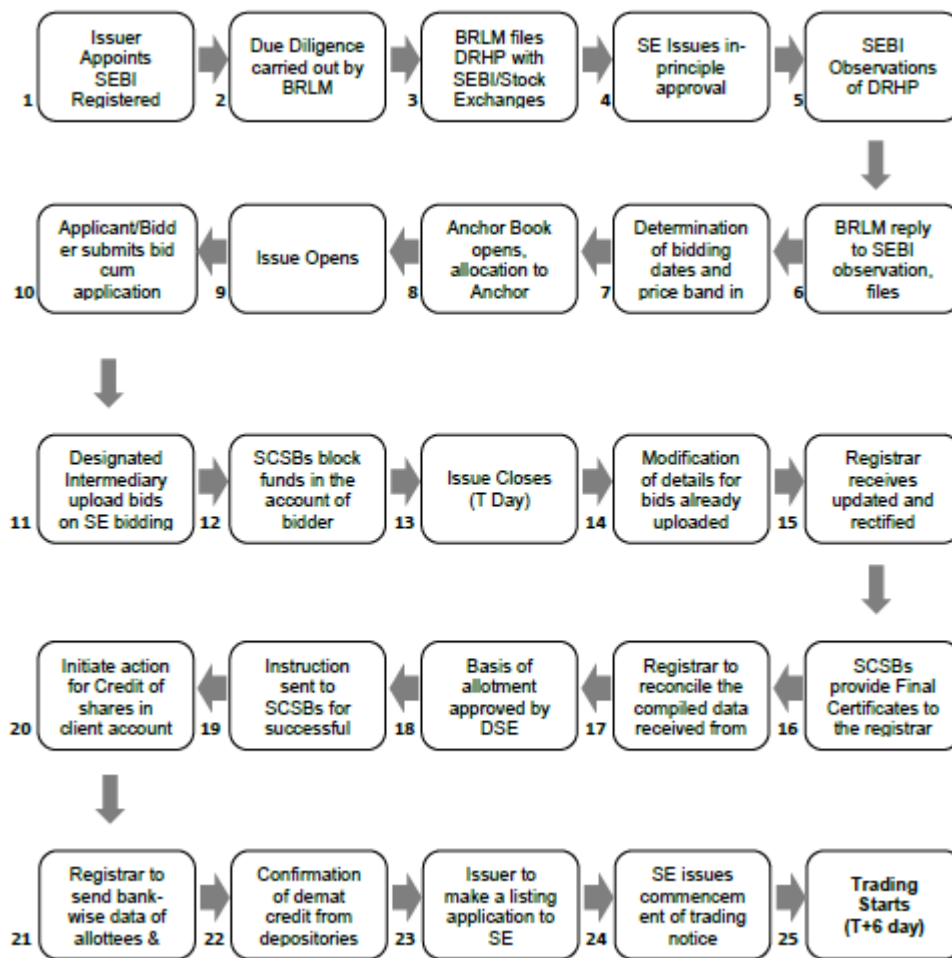 1
Issuer
Appoints
SEBI
Registered
2
Due Diligence
carried out by
BRLM
3
BRLM files
DRHP with
SEBI/Stock
Exchanges
4
SE Issues in-
principle
approval
5
SEBI
Observations
of DRHP
10
Applicant/Bidd
er submits bid
cum
application
9
Issue Opens
8
Anchor Book
opens,
allocation to
Anchor
7
Determination
of bidding
dates and
price band in
6
BRLM reply
to SEBI
observation,
files
11
Designated
Intermediary
upload bids
on SE bidding
12
SCSBs block
funds in the
account of
bidder
13
Issue Closes
(T Day)
14
Modification
of details for
bids already
uploaded
15
Registrar
receives
updated and
rectified
20
Initiate action
for Credit of
shares in
client account
19
Instruction
sent to
SCSBs for
successful
18
Basis of
allotment
approved by
DSE
17
Registrar to
reconcile the
compiled data
received from
16
SCSBs
provide Final
Certificates to
the registrar
21
Registrar to
send bank-
wise data of
allottees &
22
Confirmation
of demat
credit from
depositories
23
Issuer to
make a listing
application to
SE
24
SE issues
commencem
ent of trading
notice
25
Trading
Starts
(T+6 day)